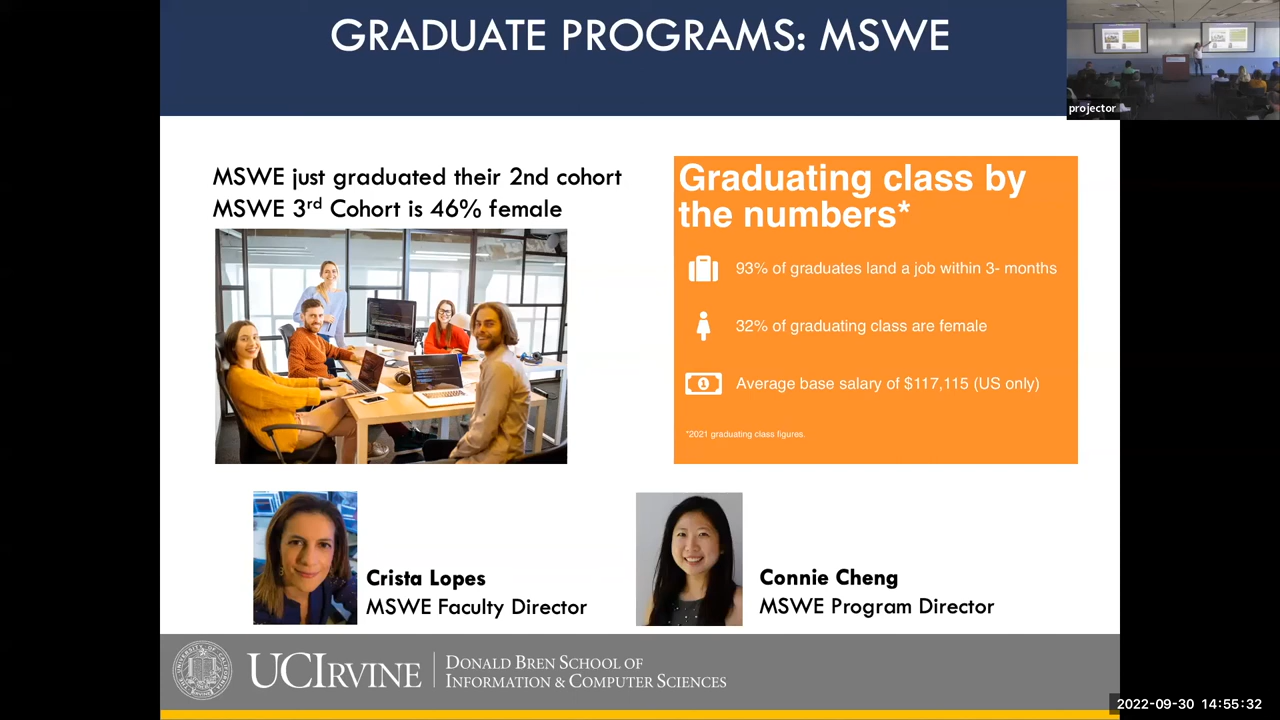 GRADUATE PROGRAMS: MSWE
projector
MSWE just graduated their 2nd cohort
MSWE 3rd Cohort is 46% female
Graduating class by
the numbers*
93% of graduates land a job within 3- months
32% of graduating class are female
Average base salary of $117,115 (US only)
*2021 graduating class figures.
Crista Lopes
MSWE Faculty Director
Connie Cheng
MSWE Program Director
UCIRVINE
DONALD BREN SCHOOL OF
INFORMATION & COMPUTER SCIENCES
2022-09-30 14:55:32